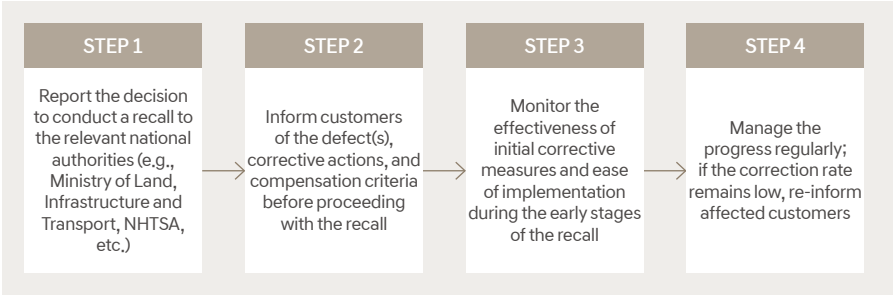 STEP 1
Report the decision
to conduct a recall to
the relevant national
authorities (e.g.,
Ministry of Land,
Infrastructure and
Transport, NHTSA,
etc.)
STEP 2
Inform customers
of the defect(s),
corrective actions, and
compensation criteria
before proceeding
with the recall
STEP 3
Monitor the
effectiveness of
initial corrective
measures and ease
of implementation
during the early stages
of the recall
STEP 4
Manage the
progress regularly;
if the correction rate
remains low, re-inform
affected customers